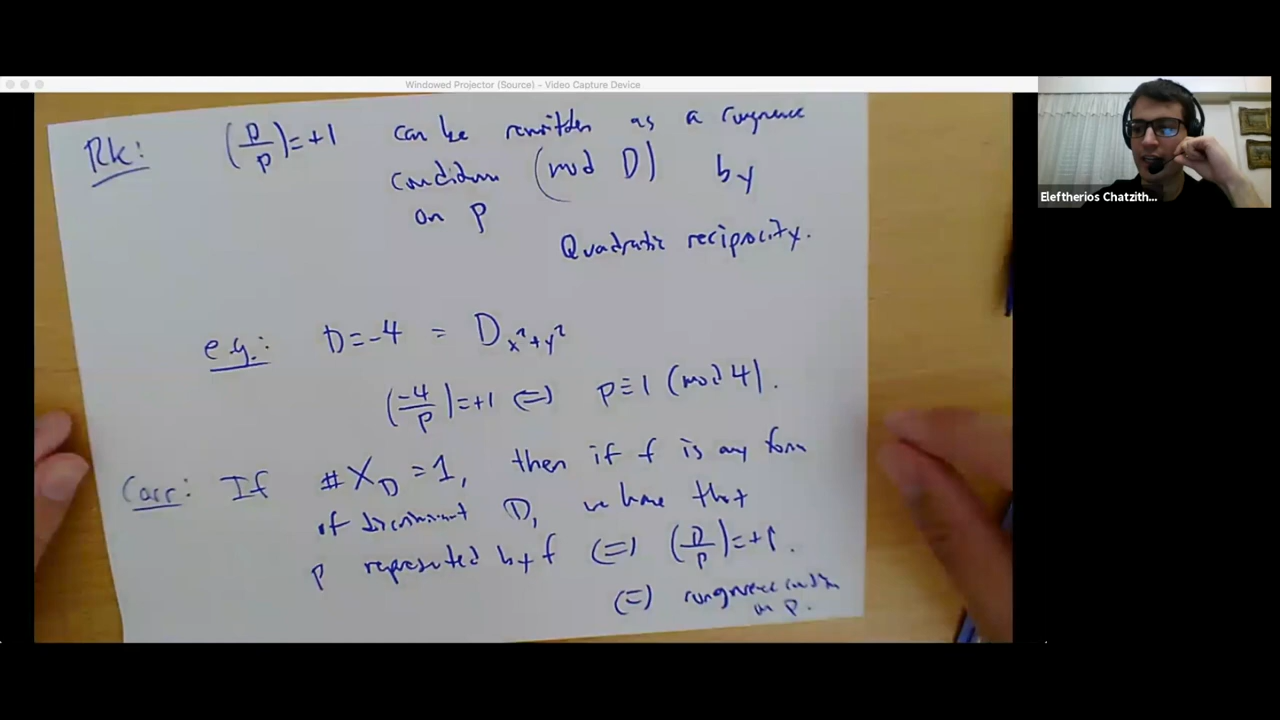 Windowed Projector (Source) - Video Capture Device
Rk: (D/p)=+1 can be rewritten as a congruence
condition (mod D) by
on p
Quadratic reciprocity.
e.g.: D=-4 = D_{x²+y²}
(-4/p)=+1 ⇔ p≡1 (mod 4).
Corr: If #X_D=1, then if f is any form
of discriminant D, we have that
p represented by f ⇔ (D/p)=+1.
⇔ congruence condn
on p.
Eleftherios Chatzith...